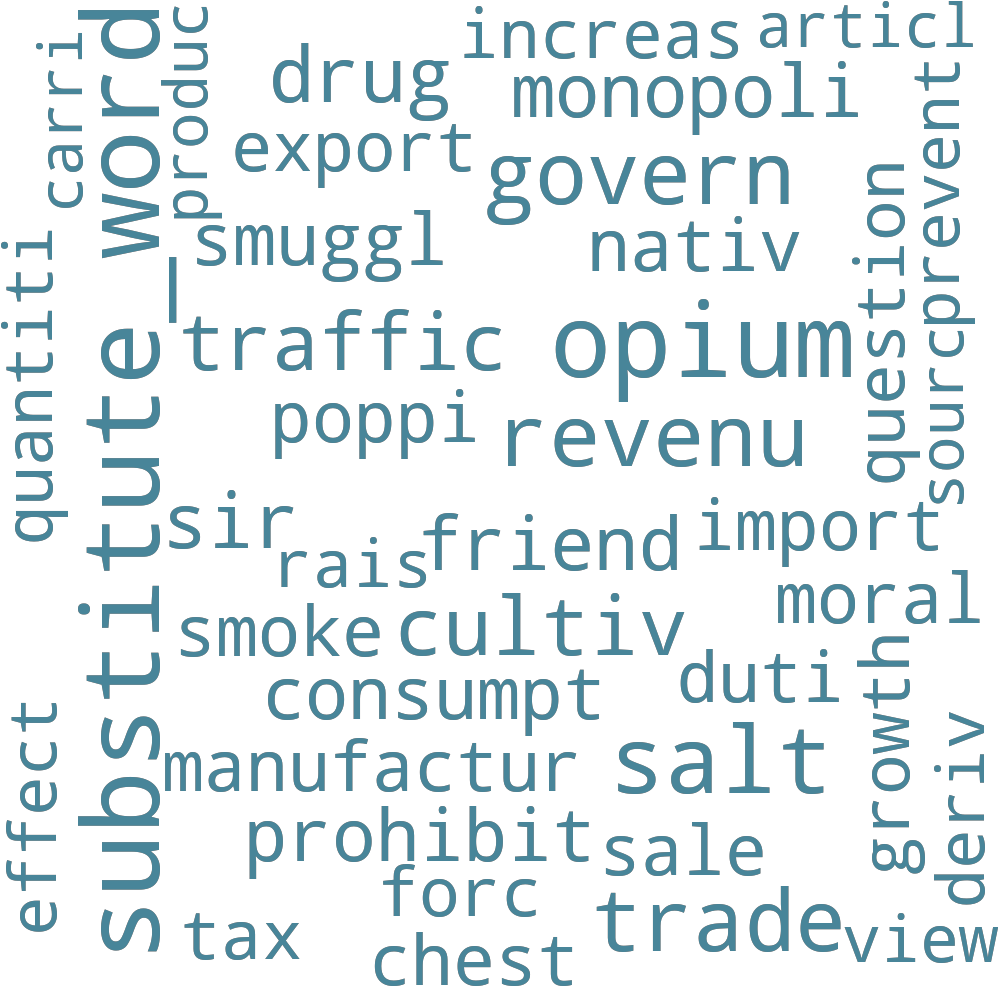 increas
articl
drug
monopoli
carri
substitute_word
produc
export
govern
prevent
smuggl
nativ
question
quantiti
traffic
opium
sourc
poppi
revenu
sir
friend
import
rais
moral
smoke
cultiv
duti
growth
consumpt
effect
manufactur
salt
deriv
prohibit
sale
forc
trade
tax
view
chest